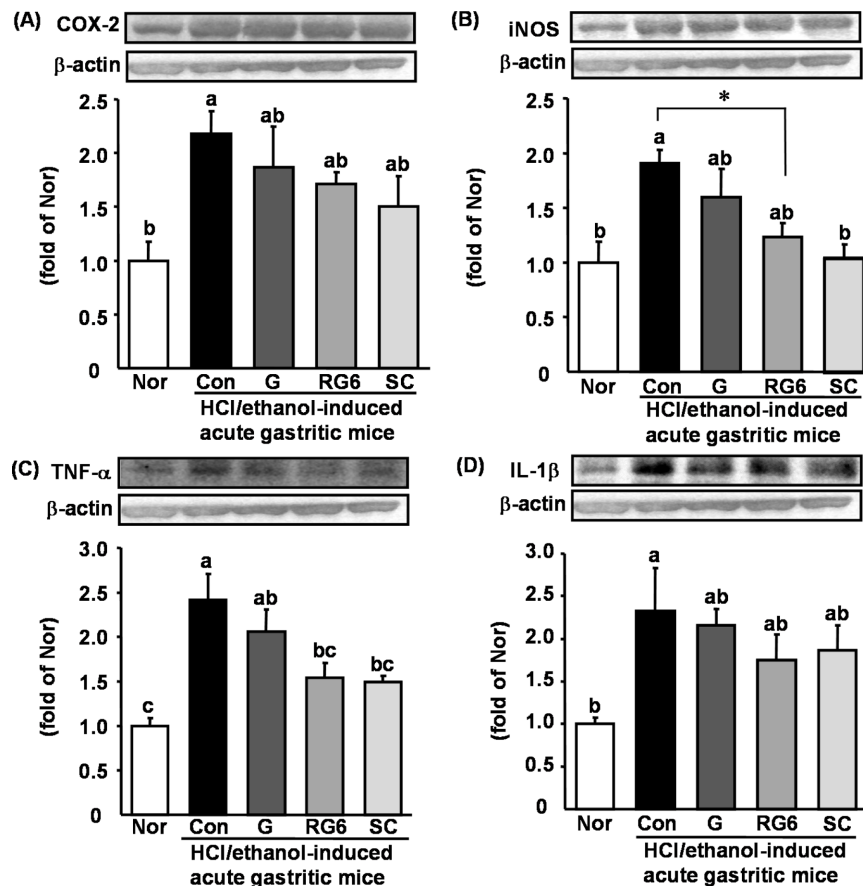 (A) COX-2
β-actin
2.5
2.0
1.5
1.0
0.5
0
(fold of Nor)
b
a
ab
ab
ab
Nor Con G RG6 SC
HCl/ethanol-induced
acute gastritic mice
(B) iNOS
β-actin
2.5
2.0
1.5
1.0
0.5
0
(fold of Nor)
*
b
a
ab
ab
b
Nor Con G RG6 SC
HCl/ethanol-induced
acute gastritic mice
(C) TNF-α
β-actin
3.0
2.5
2.0
1.5
1.0
0.5
0
(fold of Nor)
c
a
ab
bc
bc
Nor Con G RG6 SC
HCl/ethanol-induced
acute gastritic mice
(D) IL-1β
β-actin
3.0
2.5
2.0
1.5
1.0
0.5
0.0
(fold of Nor)
b
a
ab
ab
ab
Nor Con G RG6 SC
HCl/ethanol-induced
acute gastritic mice